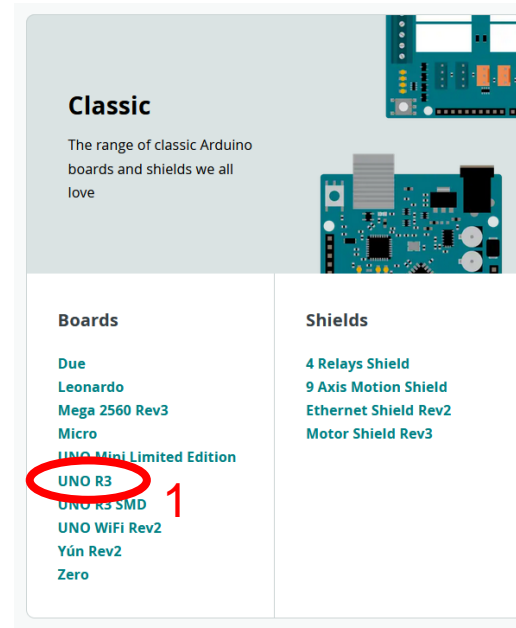 Classic
The range of classic Arduino
boards and shields we all
love
Boards
Due
Leonardo
Mega 2560 Rev3
Micro
UNO Mini Limited Edition
UNO R3
1
UNO R3 SMD
UNO WiFi Rev2
Yún Rev2
Zero
Shields
4 Relays Shield
9 Axis Motion Shield
Ethernet Shield Rev2
Motor Shield Rev3